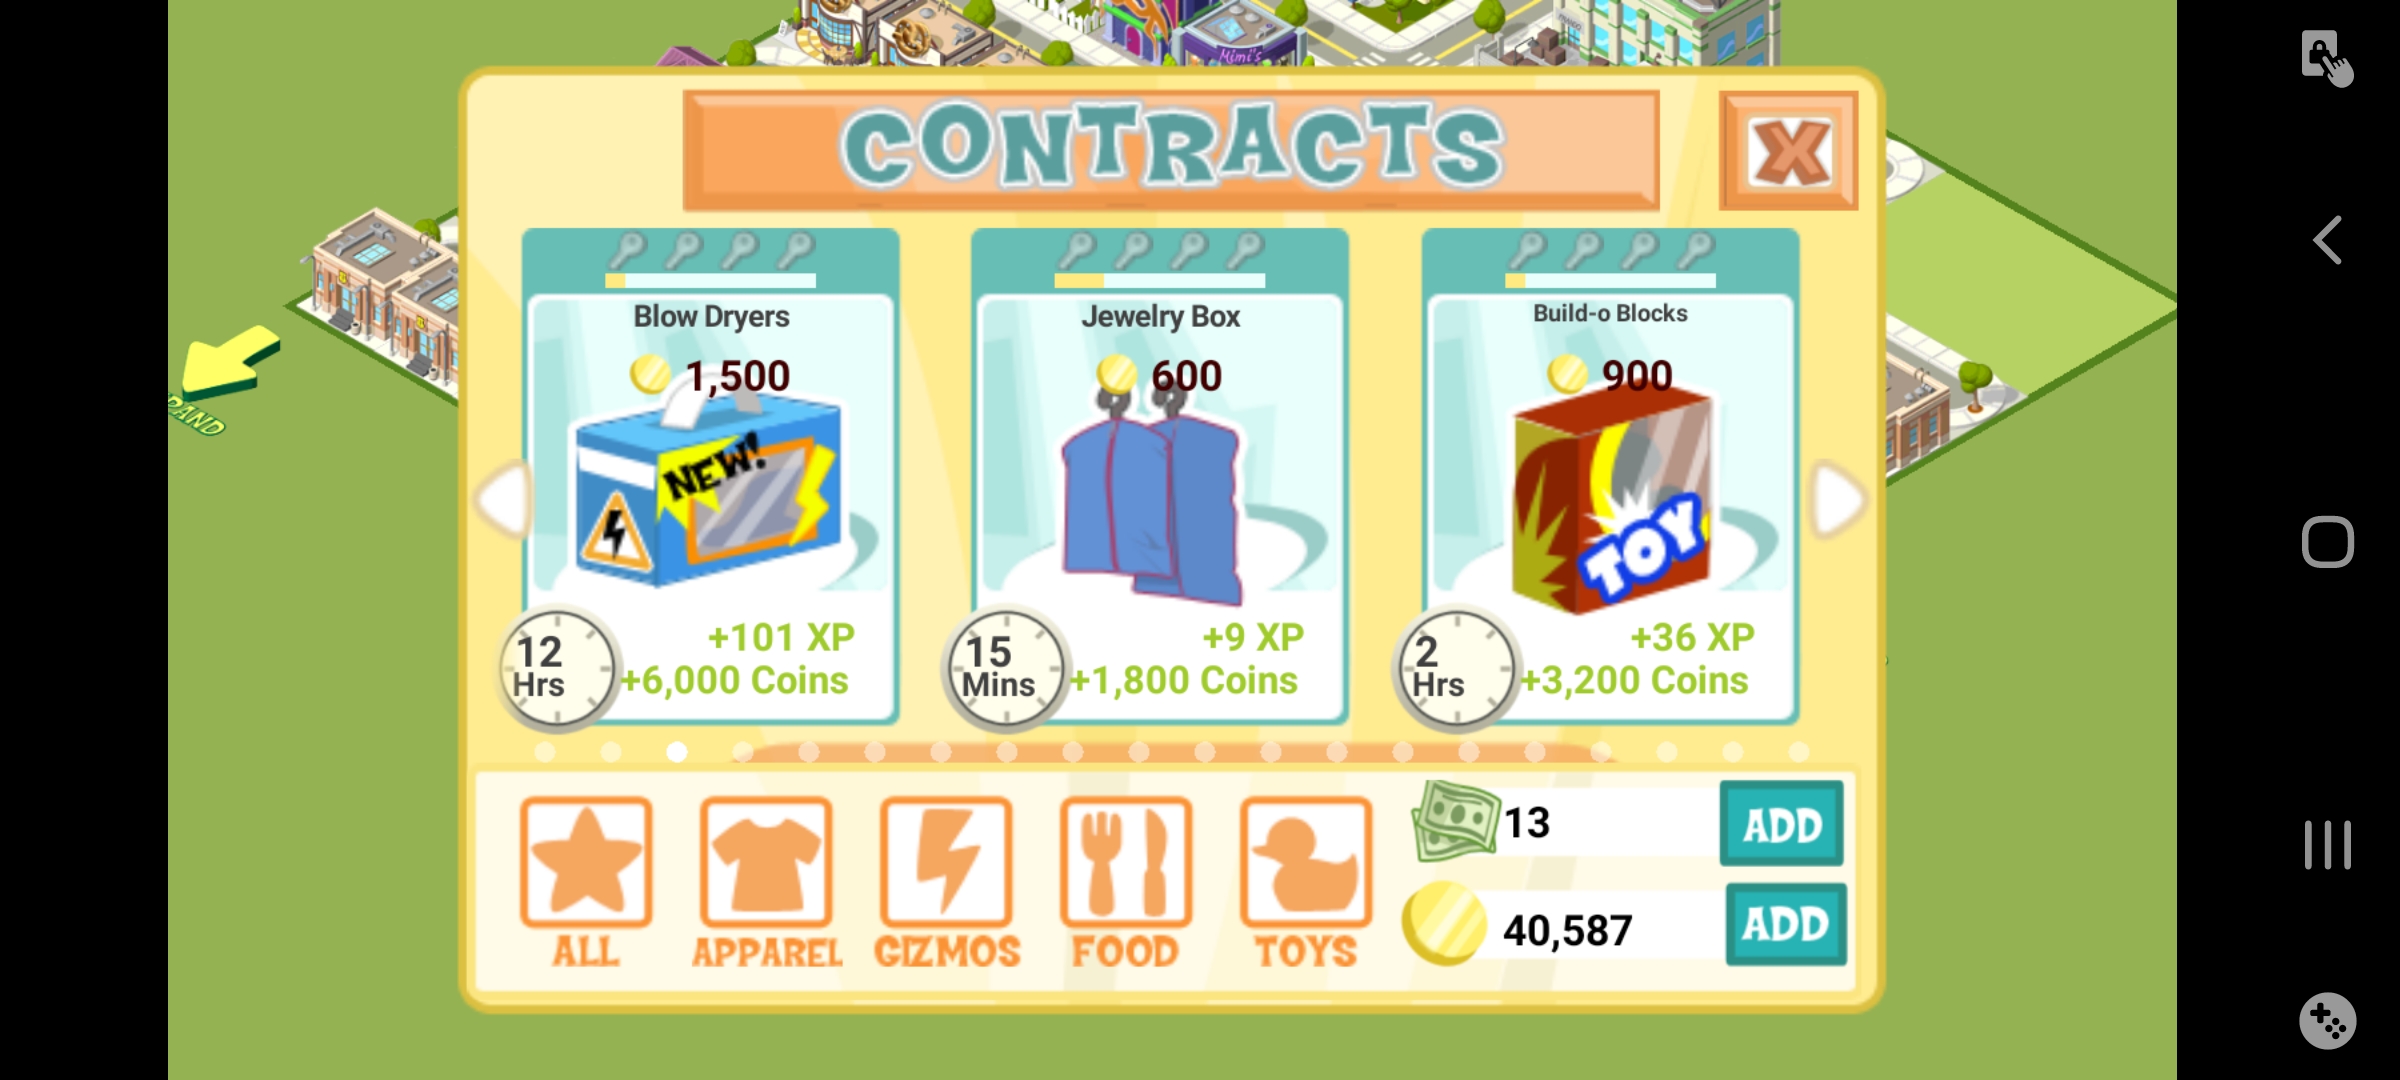 Mimi's
CONTRACTS
X
Blow Dryers
1,500
NEW!
12
Hrs
+101 XP
+6,000 Coins
Jewelry Box
600
15
Mins
+9 XP
+1,800 Coins
Build-o Blocks
900
TOY
2
Hrs
+36 XP
+3,200 Coins
PAND
ALL
APPAREL
GIZMOS
FOOD
TOYS
13
ADD
40,587
ADD